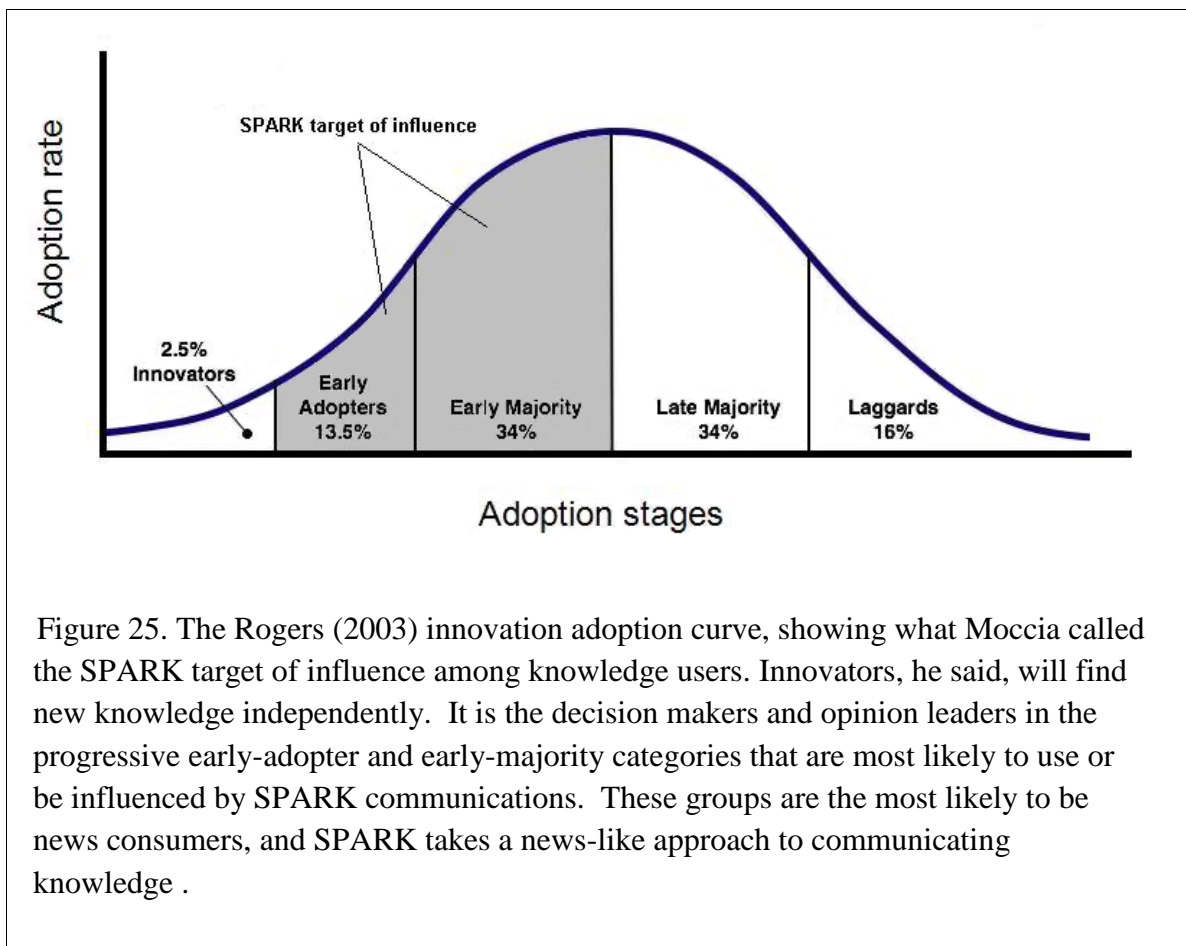 SPARK target of influence
Adoption rate
2.5%
Innovators
Early
Adopters
13.5%
Early Majority
34%
Late Majority
34%
Laggards
16%
Adoption stages
Figure 25. The Rogers (2003) innovation adoption curve, showing what Moccia called
the SPARK target of influence among knowledge users. Innovators, he said, will find
new knowledge independently.  It is the decision makers and opinion leaders in the
progressive early-adopter and early-majority categories that are most likely to use or
be influenced by SPARK communications.  These groups are the most likely to be
news consumers, and SPARK takes a news-like approach to communicating
knowledge .